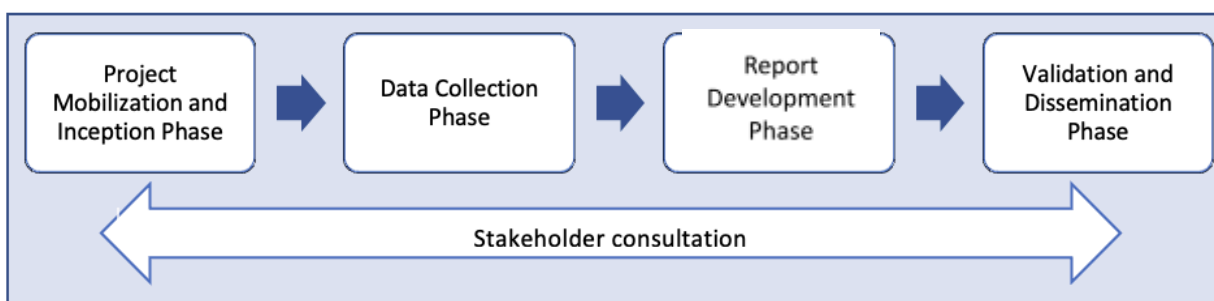 Project
Mobilization and
Inception Phase
Data Collection
Phase
Report
Development
Phase
Validation and
Dissemination
Phase
Stakeholder consultation